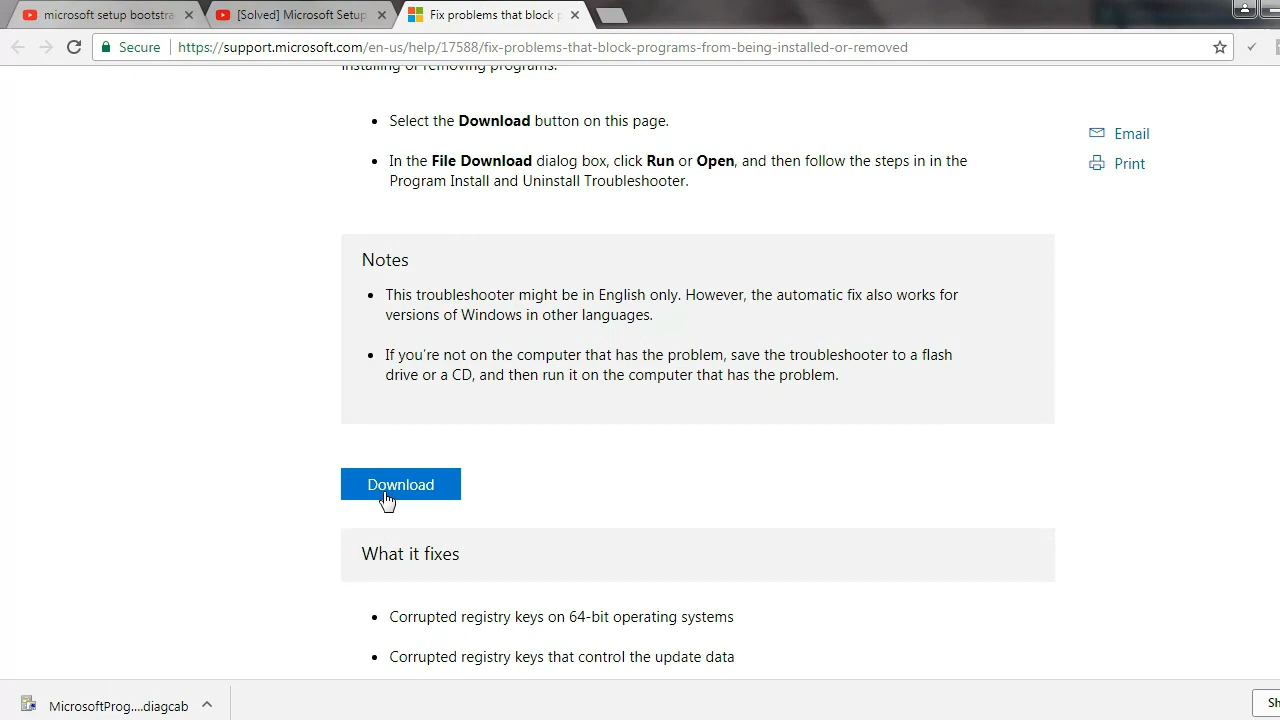 microsoft setup bootstra
[Solved] Microsoft Setup
Fix problems that block p
Secure
https://support.microsoft.com/en-us/help/17588/fix-problems-that-block-programs-from-being-installed-or-removed
installing or removing programs.
Select the Download button on this page.
In the File Download dialog box, click Run or Open, and then follow the steps in in the
Program Install and Uninstall Troubleshooter.
Email
Print
Notes
This troubleshooter might be in English only. However, the automatic fix also works for
versions of Windows in other languages.
If you're not on the computer that has the problem, save the troubleshooter to a flash
drive or a CD, and then run it on the computer that has the problem.
Download
What it fixes
Corrupted registry keys on 64-bit operating systems
Corrupted registry keys that control the update data
MicrosoftProg....diagcab
Sh